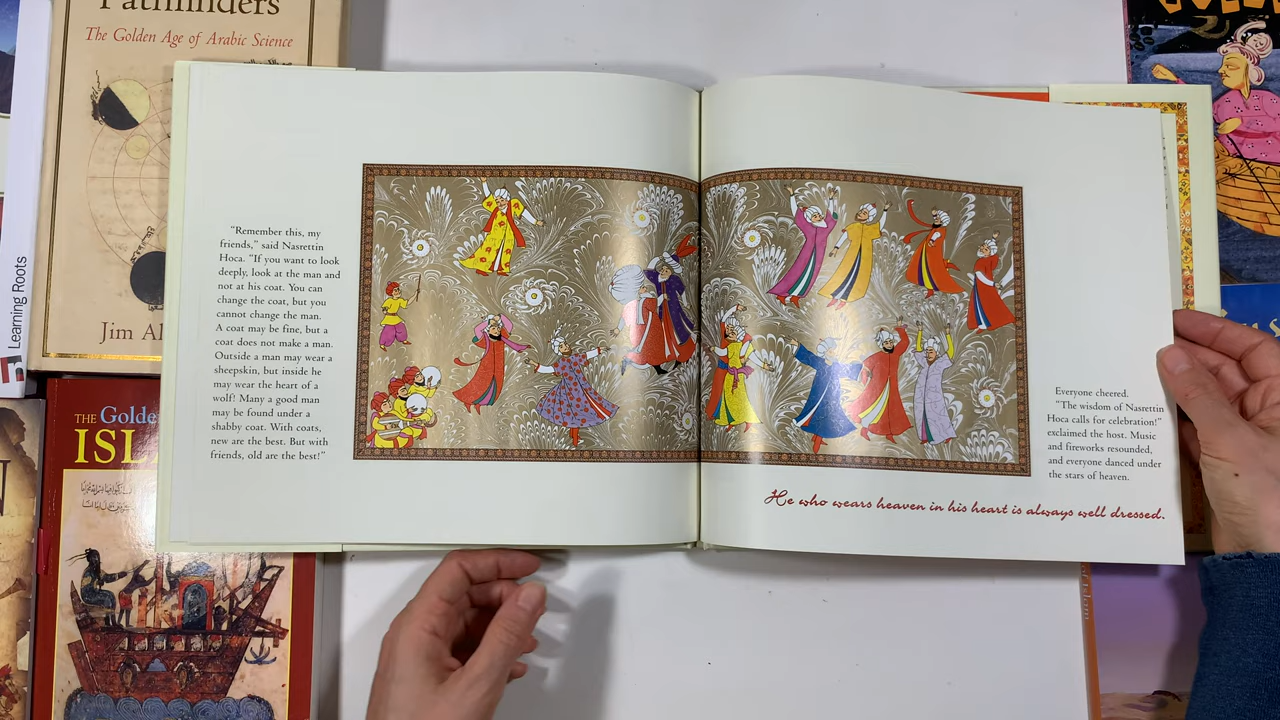 Pathfinders
The Golden Age of Arabic Science
Jim Al
Learning Roots
THE Golde
ISL
"Remember this, my
friends," said Nasrettin
Hoca. "If you want to look
deeply, look at the man and
not at his coat. You can
change the coat, but you
cannot change the man.
A coat may be fine, but a
coat does not make a man.
Outside a man may wear a
sheepskin, but inside he
may wear the heart of a
wolf! Many a good man
may be found under a
shabby coat. With coats,
new are the best. But with
friends, old are the best!"
Everyone cheered.
"The wisdom of Nasrettin
Hoca calls for celebration!"
exclaimed the host. Music
and fireworks resounded,
and everyone danced under
the stars of heaven.
He who wears heaven in his heart is always well dressed.